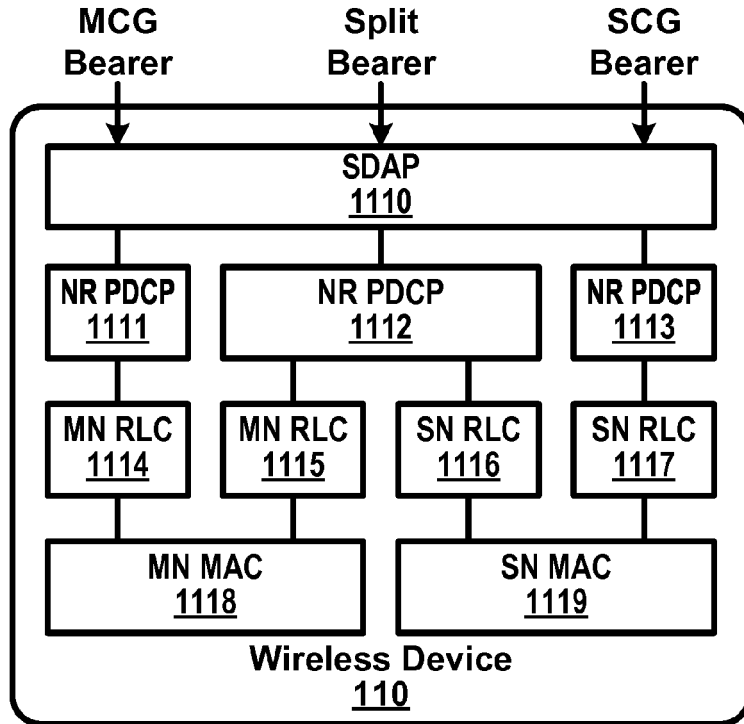 MCG Bearer
Split Bearer
SCG Bearer
SDAP
1110
NR PDCP
1111
NR PDCP
1112
NR PDCP
1113
MN RLC
1114
MN RLC
1115
SN RLC
1116
SN RLC
1117
MN MAC
1118
SN MAC
1119
Wireless Device
110